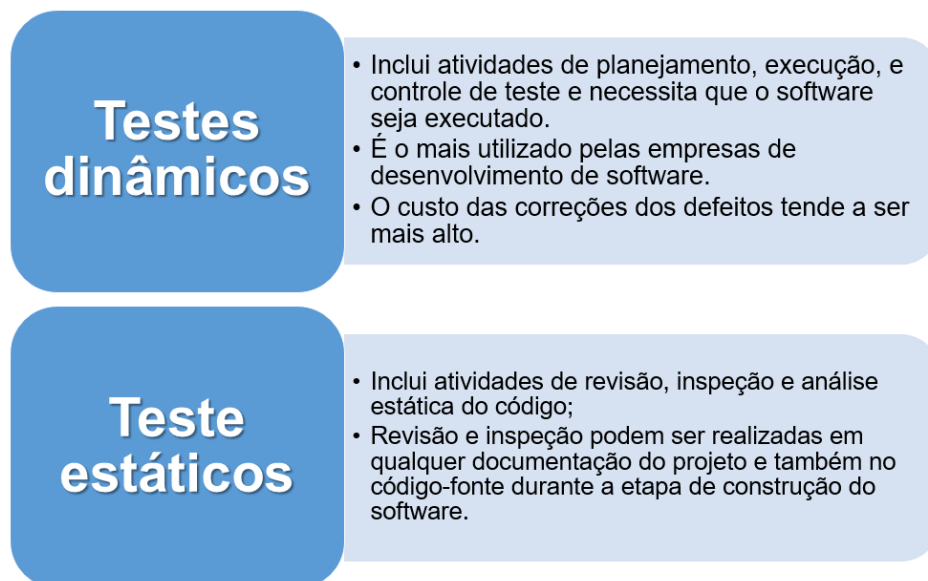 Testes
dinâmicos
• Inclui atividades de planejamento, execução, e
controle de teste e necessita que o software
seja executado.
• É o mais utilizado pelas empresas de
desenvolvimento de software.
• O custo das correções dos defeitos tende a ser
mais alto.
Teste
estáticos
• Inclui atividades de revisão, inspeção e análise
estática do código;
• Revisão e inspeção podem ser realizadas em
qualquer documentação do projeto e também no
código-fonte durante a etapa de construção do
software.